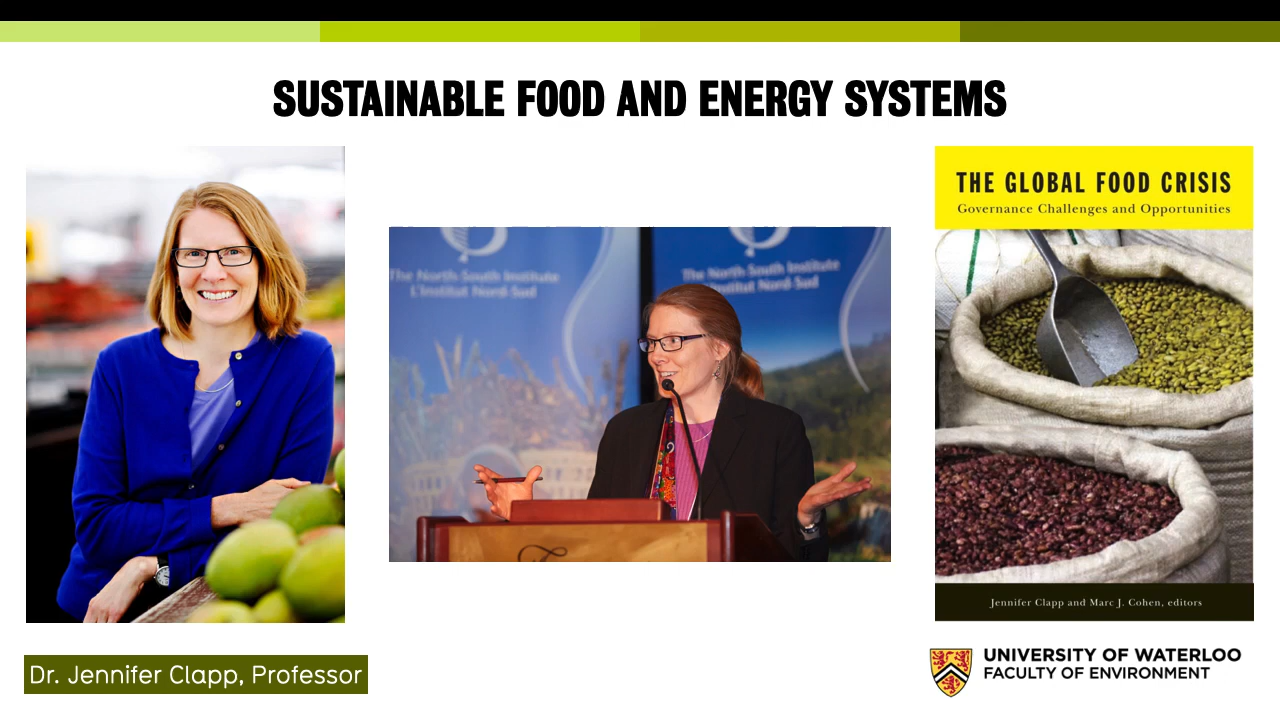 SUSTAINABLE FOOD AND ENERGY SYSTEMS
The North-South Institute
L'Institut Nord-Sud
The North-South Institute
L'Institut Nord-Sud
THE GLOBAL FOOD CRISIS
Governance Challenges and Opportunities
Jennifer Clapp and Marc J. Cohen, editors
Dr. Jennifer Clapp, Professor
UNIVERSITY OF WATERLOO
FACULTY OF ENVIRONMENT